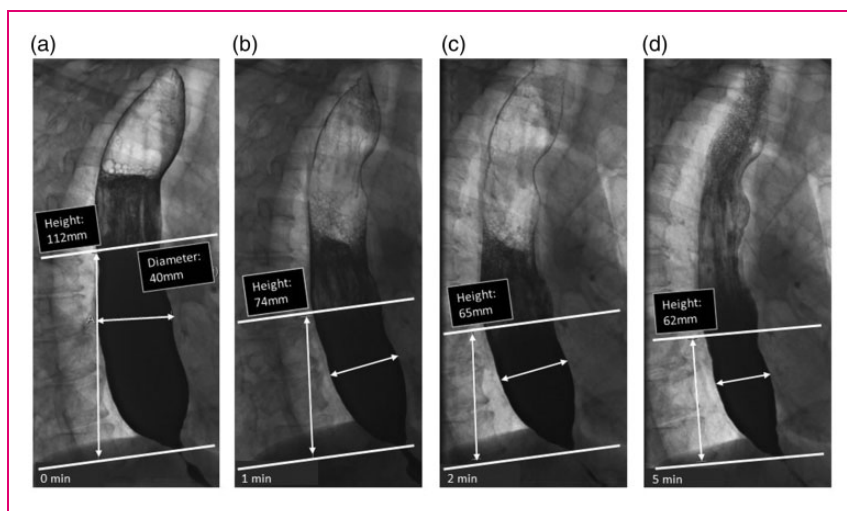 (a)
(b)
(c)
(d)
Height:
112mm
Diameter:
40mm
0 min
Height:
74mm
1 min
Height:
65mm
2 min
Height:
62mm
5 min